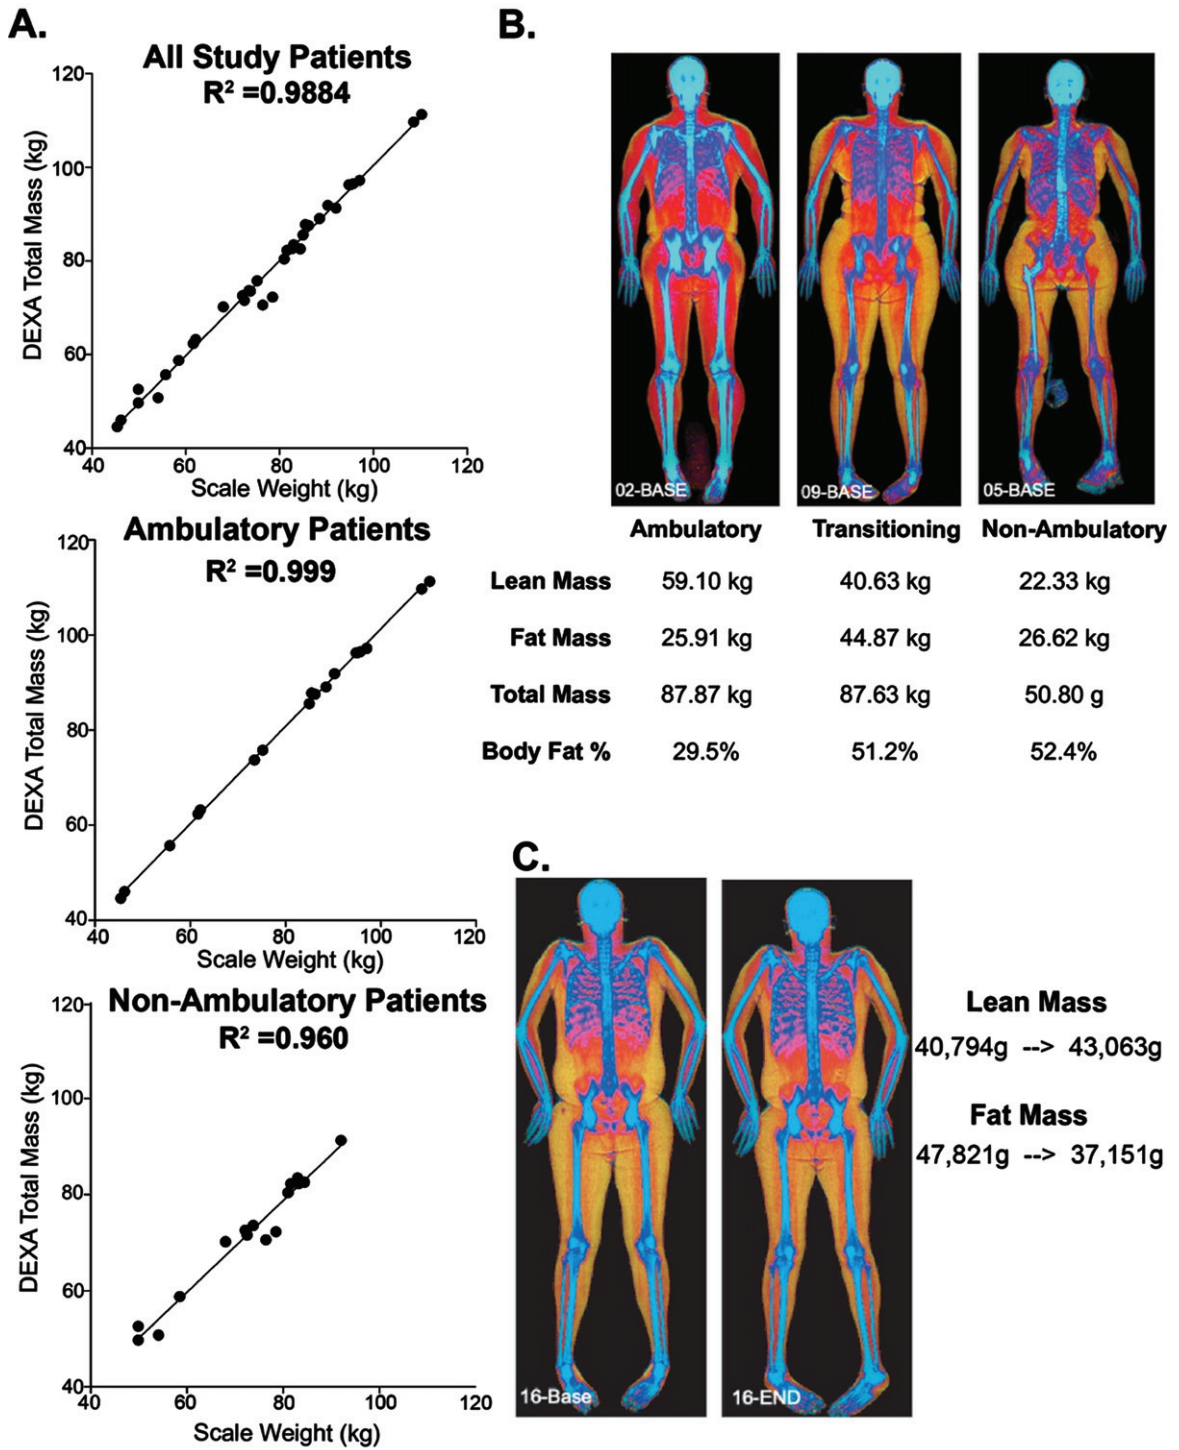 A.
All Study Patients
R² =0.9884
120
100
80
60
40
DEXA Total Mass (kg)
40 60 80 100 120
Scale Weight (kg)
Ambulatory Patients
R² =0.999
120
100
80
60
40
DEXA Total Mass (kg)
40 60 80 100 120
Scale Weight (kg)
Non-Ambulatory Patients
R² =0.960
120
100
80
60
40
DEXA Total Mass (kg)
40 60 80 100 120
Scale Weight (kg)
B.
02-BASE 09-BASE 05-BASE
Ambulatory Transitioning Non-Ambulatory
Lean Mass 59.10 kg 40.63 kg 22.33 kg
Fat Mass 25.91 kg 44.87 kg 26.62 kg
Total Mass 87.87 kg 87.63 kg 50.80 g
Body Fat % 29.5% 51.2% 52.4%
C.
16-Base 16-END
Lean Mass
40,794g --> 43,063g
Fat Mass
47,821g --> 37,151g